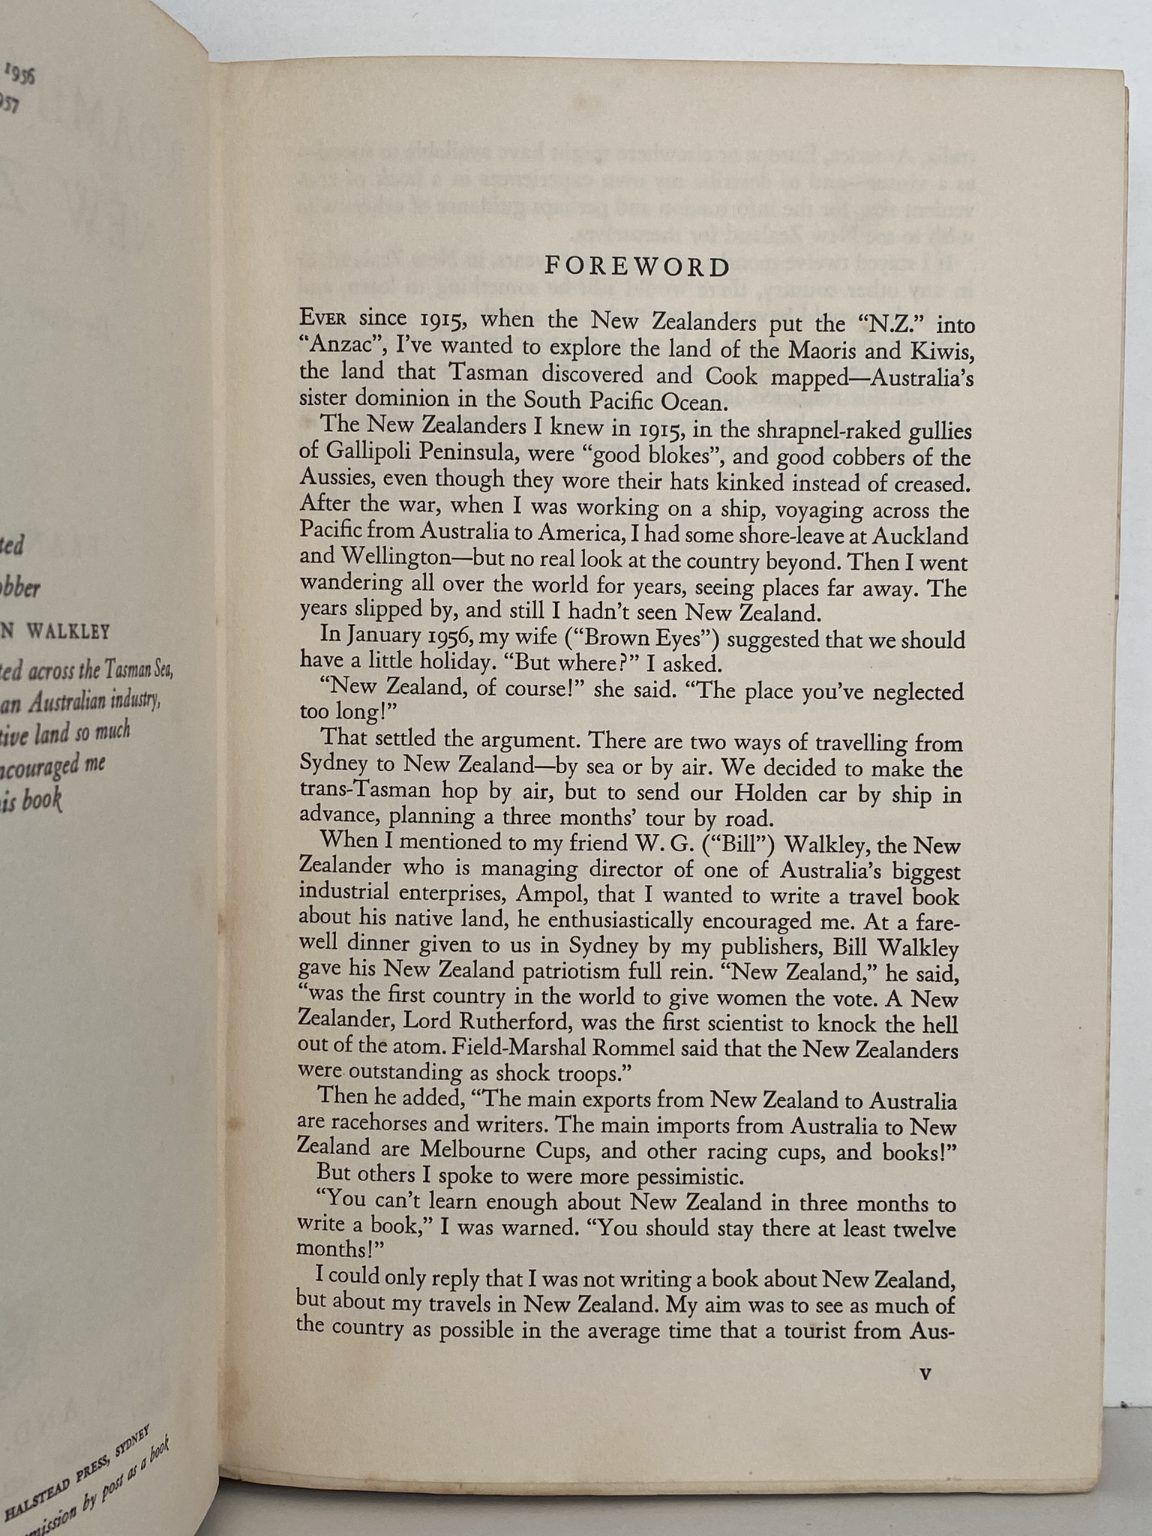 1956
1957
ted
obber
N WALKLEY
ted across the Tasman Sea,
an Australian industry,
tive land so much
ncouraged me
is book
HALSTEAD PRESS, SYDNEY
mission by post as a book
FOREWORD
EVER since 1915, when the New Zealanders put the “N.Z.” into
“Anzac”, I’ve wanted to explore the land of the Maoris and Kiwis,
the land that Tasman discovered and Cook mapped—Australia’s
sister dominion in the South Pacific Ocean.
The New Zealanders I knew in 1915, in the shrapnel-raked gullies
of Gallipoli Peninsula, were “good blokes”, and good cobbers of the
Aussies, even though they wore their hats kinked instead of creased.
After the war, when I was working on a ship, voyaging across the
Pacific from Australia to America, I had some shore-leave at Auckland
and Wellington—but no real look at the country beyond. Then I went
wandering all over the world for years, seeing places far away. The
years slipped by, and still I hadn’t seen New Zealand.
In January 1956, my wife (“Brown Eyes”) suggested that we should
have a little holiday. “But where?” I asked.
“New Zealand, of course!” she said. “The place you’ve neglected
too long!”
That settled the argument. There are two ways of travelling from
Sydney to New Zealand—by sea or by air. We decided to make the
trans-Tasman hop by air, but to send our Holden car by ship in
advance, planning a three months’ tour by road.
When I mentioned to my friend W. G. (“Bill”) Walkley, the New
Zealander who is managing director of one of Australia’s biggest
industrial enterprises, Ampol, that I wanted to write a travel book
about his native land, he enthusiastically encouraged me. At a fare-
well dinner given to us in Sydney by my publishers, Bill Walkley
gave his New Zealand patriotism full rein. “New Zealand,” he said,
“was the first country in the world to give women the vote. A New
Zealander, Lord Rutherford, was the first scientist to knock the hell
out of the atom. Field-Marshal Rommel said that the New Zealanders
were outstanding as shock troops.”
Then he added, “The main exports from New Zealand to Australia
are racehorses and writers. The main imports from Australia to New
Zealand are Melbourne Cups, and other racing cups, and books!”
But others I spoke to were more pessimistic.
“You can’t learn enough about New Zealand in three months to
write a book,” I was warned. “You should stay there at least twelve
months!”
I could only reply that I was not writing a book about New Zealand,
but about my travels in New Zealand. My aim was to see as much of
the country as possible in the average time that a tourist from Aus-
v